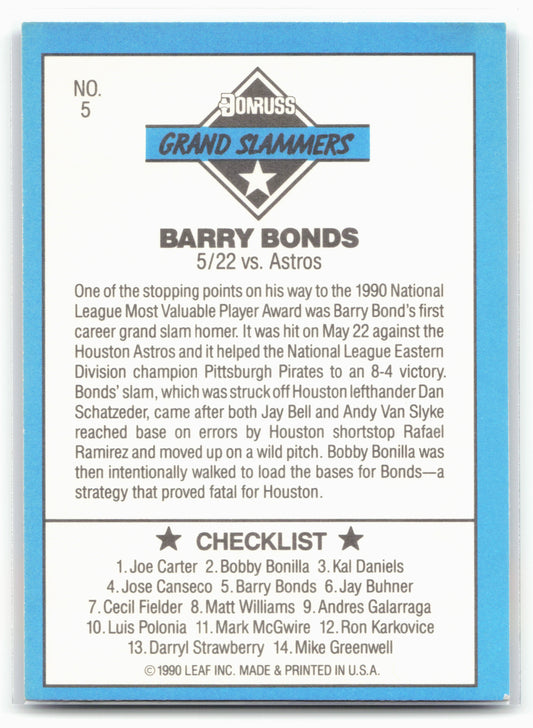 NO.
5
DONRUSS
GRAND SLAMMERS
BARRY BONDS
5/22 vs. Astros
One of the stopping points on his way to the 1990 National
League Most Valuable Player Award was Barry Bond's first
career grand slam homer. It was hit on May 22 against the
Houston Astros and it helped the National League Eastern
Division champion Pittsburgh Pirates to an 8-4 victory.
Bonds' slam, which was struck off Houston lefthander Dan
Schatzeder, came after both Jay Bell and Andy Van Slyke
reached base on errors by Houston shortstop Rafael
Ramirez and moved up on a wild pitch. Bobby Bonilla was
then intentionally walked to load the bases for Bonds—a
strategy that proved fatal for Houston.
★ CHECKLIST ★
1. Joe Carter 2. Bobby Bonilla 3. Kal Daniels
4. Jose Canseco 5. Barry Bonds 6. Jay Buhner
7. Cecil Fielder 8. Matt Williams 9. Andres Galarraga
10. Luis Polonia 11. Mark McGwire 12. Ron Karkovice
13. Darryl Strawberry 14. Mike Greenwell
© 1990 LEAF INC. MADE & PRINTED IN U.S.A.